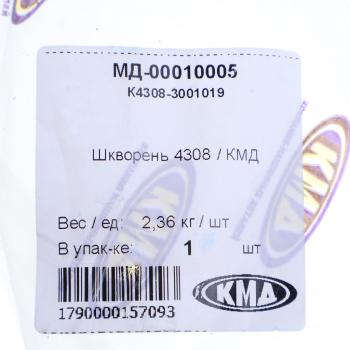 МД-00010005
К4308-3001019
Шкворень 4308 / КМД
Вес / ед: 2,36 кг / шт
В упак-ке: 1 шт
КМД
1790000157093
КМД